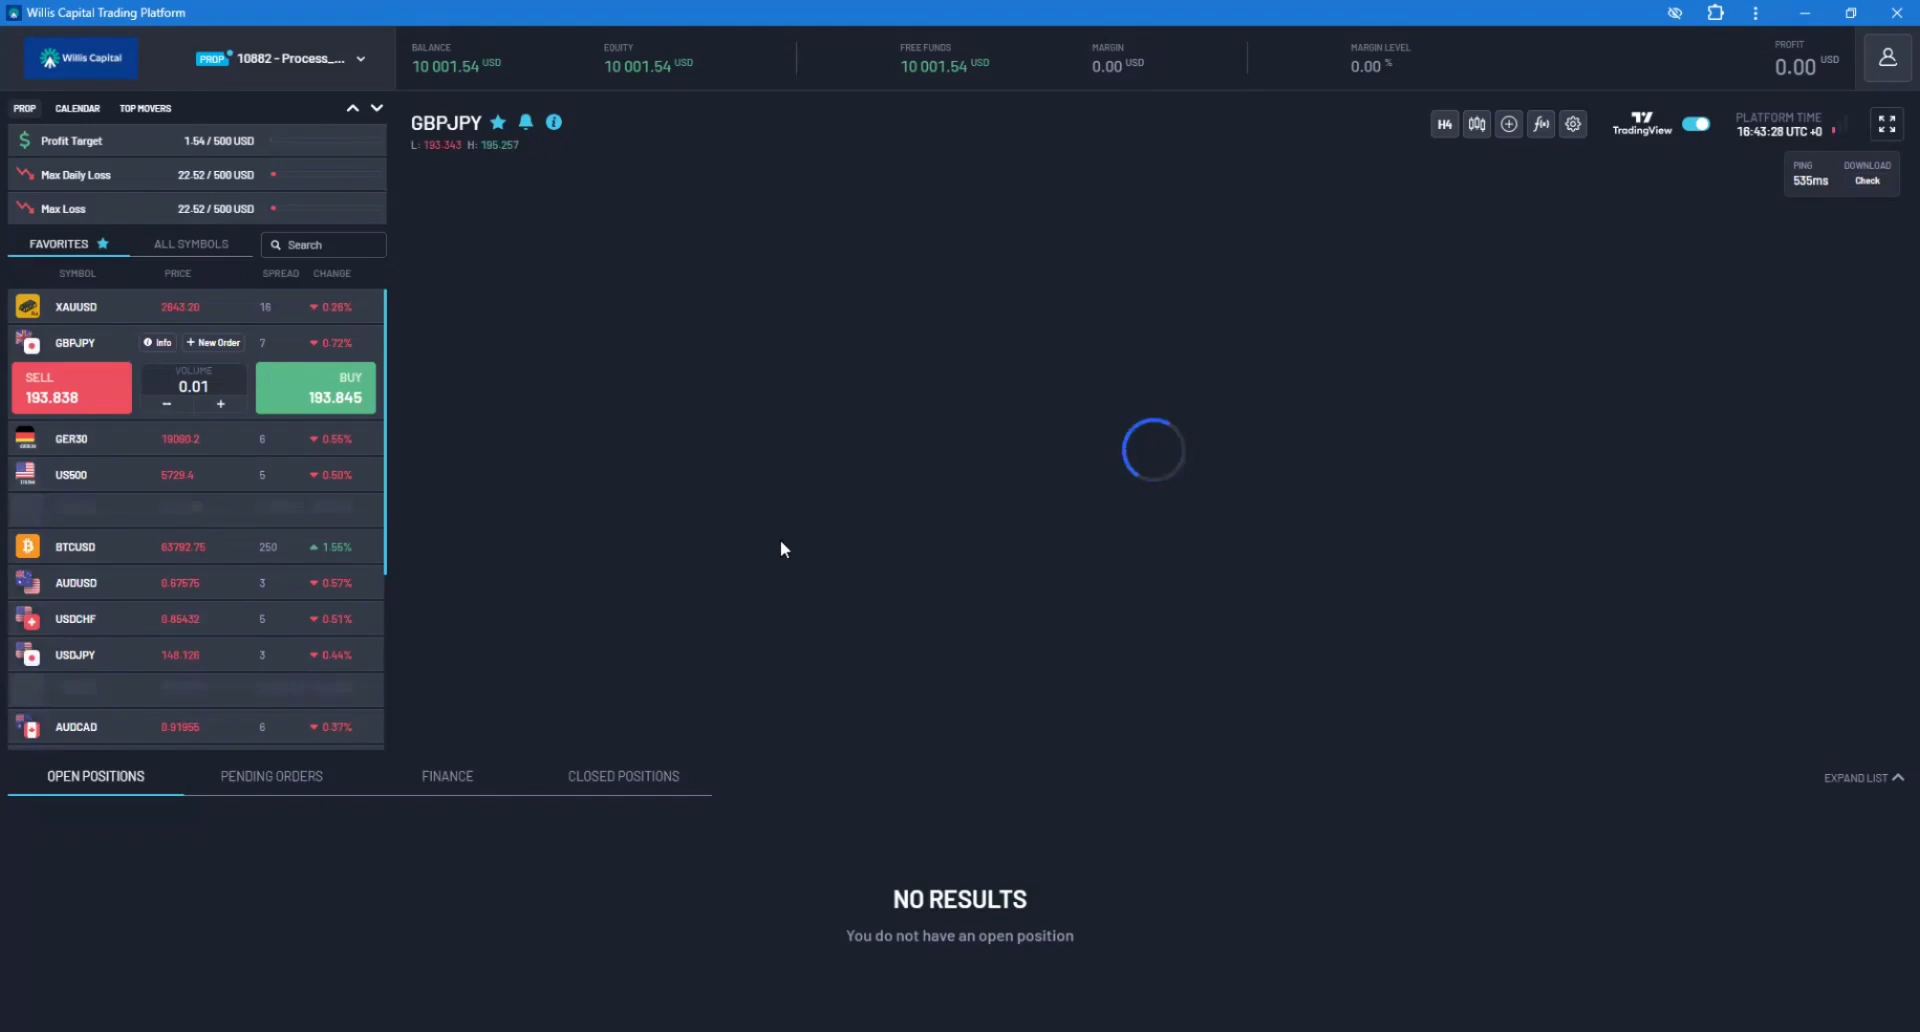 Willis Capital Trading Platform
Willis Capital
PROP 10882 - Process_...
BALANCE
10 001.54 USD
EQUITY
10 001.54 USD
FREE FUNDS
10 001.54 USD
MARGIN
0.00 USD
MARGIN LEVEL
0.00 %
PROFIT
0.00 USD
PROP CALENDAR TOP MOVERS
Profit Target 1.54 / 500 USD
Max Daily Loss 22.52 / 500 USD
Max Loss 22.52 / 500 USD
FAVORITES ALL SYMBOLS Search
SYMBOL PRICE SPREAD CHANGE
XAUUSD 2643.20 16 0.26%
GBPJPY Info + New Order 7 0.72%
SELL
193.838
VOLUME
0.01
− +
BUY
193.845
GER30 19080.2 6 0.55%
US500 5729.4 5 0.50%
BTCUSD 63792.75 250 1.55%
AUDUSD 0.67575 3 0.57%
USDCHF 0.85432 5 0.51%
USDJPY 148.126 3 0.44%
AUDCAD 0.91955 6 0.37%
GBPJPY
L: 193.343 H: 195.257
H4
f(x)
TradingView
PLATFORM TIME
16:43:28 UTC +0
PING
535ms
DOWNLOAD
Check
OPEN POSITIONS PENDING ORDERS FINANCE CLOSED POSITIONS
EXPAND LIST
NO RESULTS
You do not have an open position